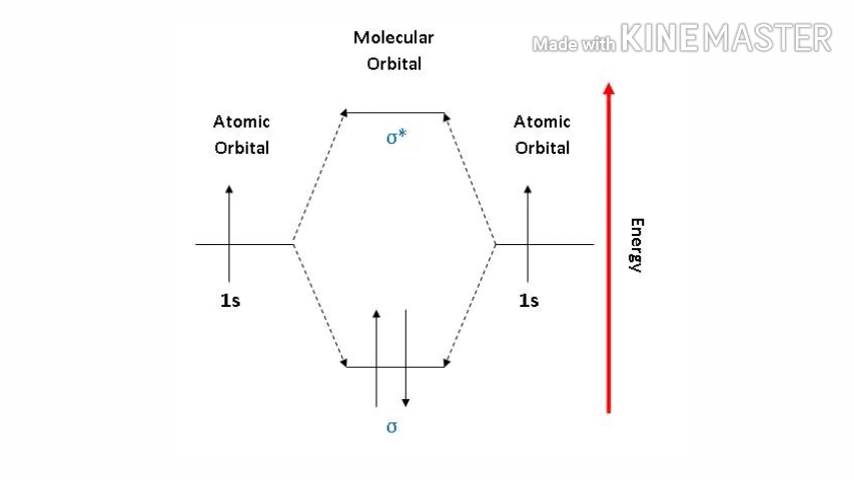 Molecular
Orbital
Made with KINEMASTER
Atomic
Orbital
Atomic
Orbital
σ*
Energy
1s
1s
σ